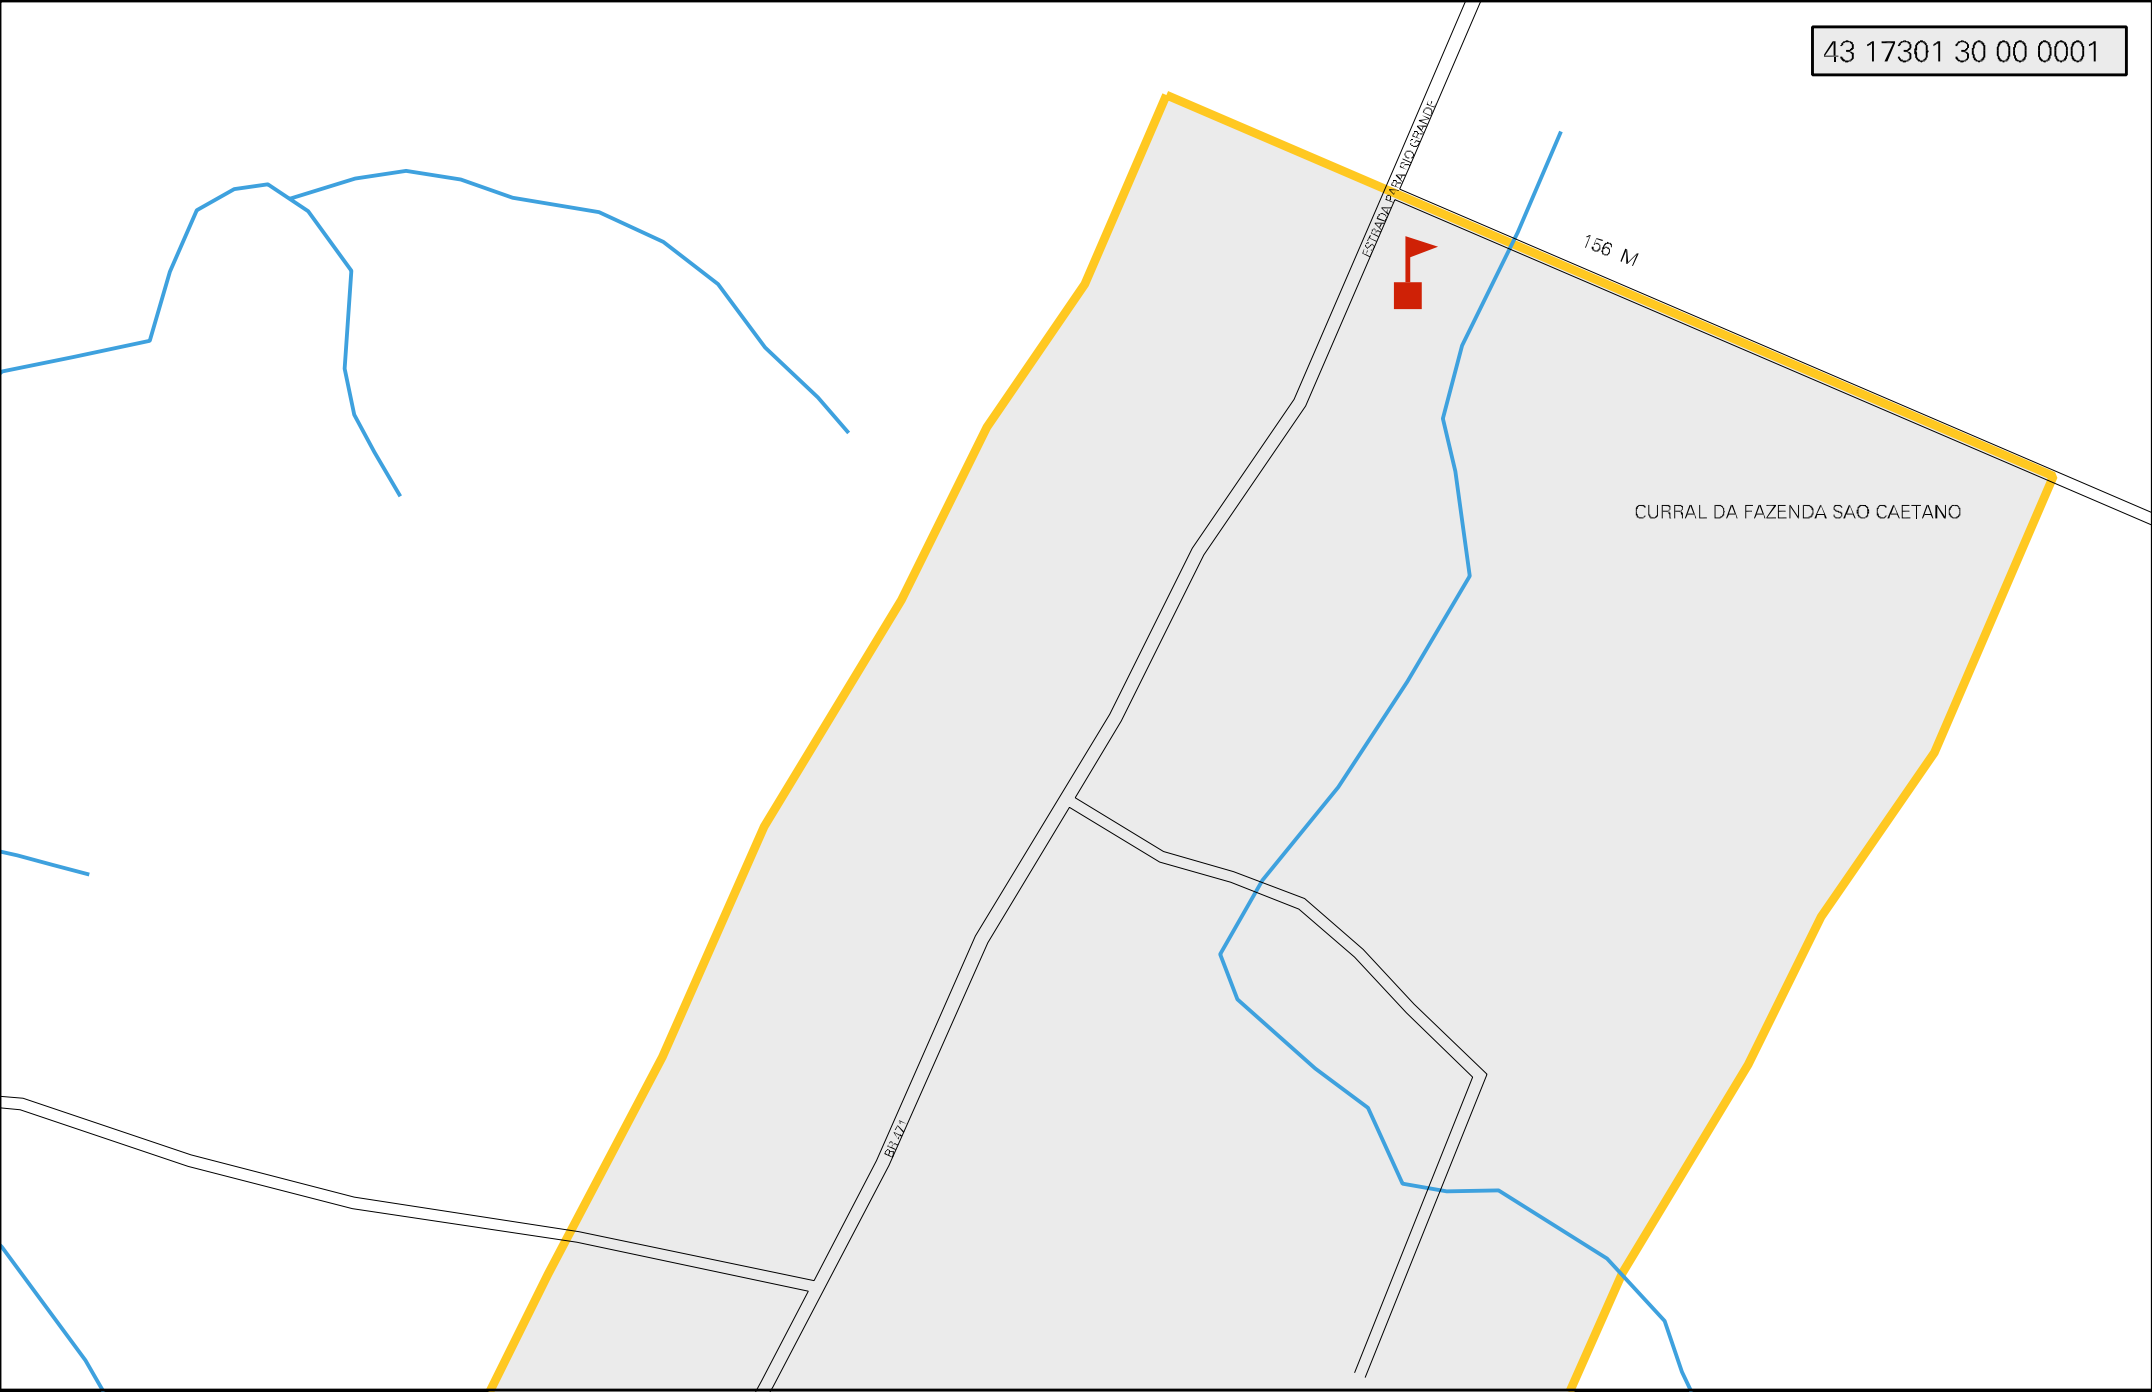 43 17301 30 00 0001
ESTRADA PARA RIO GRANDE
156 M
CURRAL DA FAZENDA SAO CAETANO
BR 471